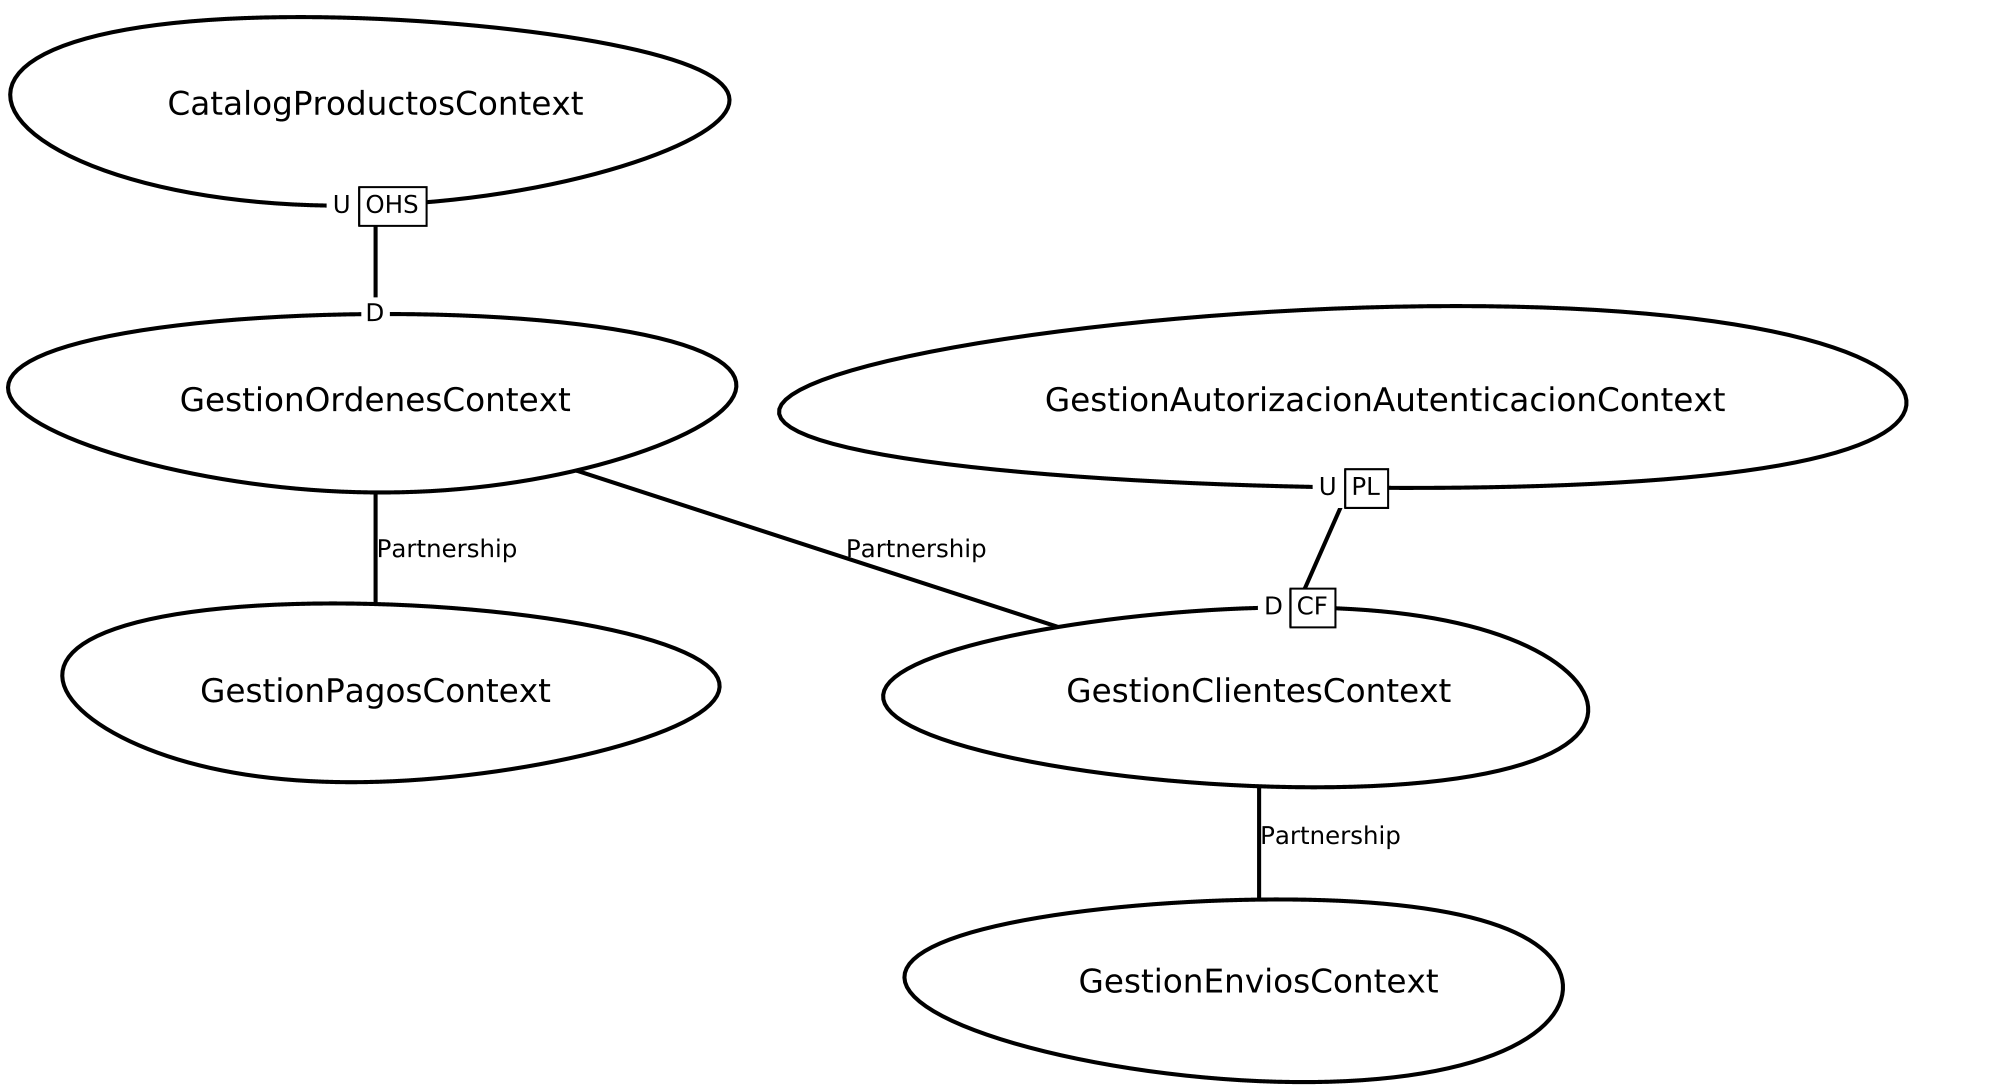 CatalogProductosContext
U OHS
D
GestionOrdenesContext
GestionAutorizacionAutenticacionContext
U PL
Partnership
Partnership
D CF
GestionPagosContext
GestionClientesContext
Partnership
GestionEnviosContext